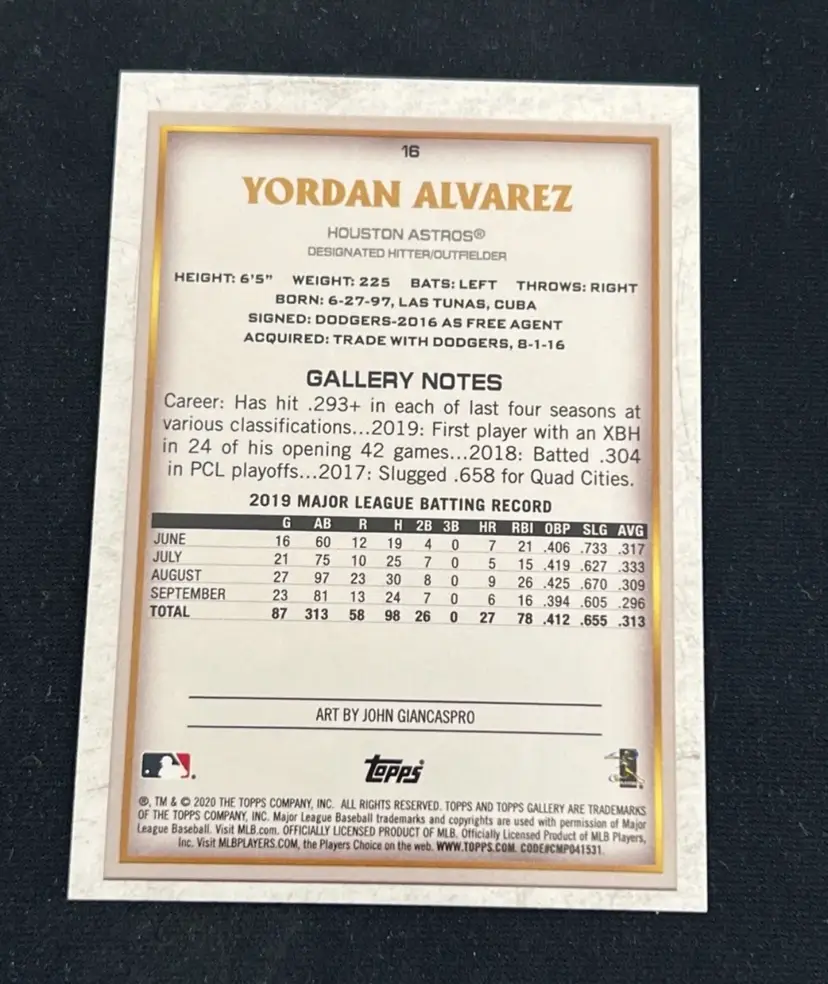 16
YORDAN ALVAREZ
HOUSTON ASTROS®
DESIGNATED HITTER/OUTFIELDER
HEIGHT: 6'5" WEIGHT: 225 BATS: LEFT THROWS: RIGHT
BORN: 6-27-97, LAS TUNAS, CUBA
SIGNED: DODGERS-2016 AS FREE AGENT
ACQUIRED: TRADE WITH DODGERS, 8-1-16
GALLERY NOTES
Career: Has hit .293+ in each of last four seasons at
various classifications...2019: First player with an XBH
in 24 of his opening 42 games...2018: Batted .304
in PCL playoffs...2017: Slugged .658 for Quad Cities.
2019 MAJOR LEAGUE BATTING RECORD
G AB R H 2B 3B HR RBI OBP SLG AVG
JUNE 16 60 12 19 4 0 7 21 .406 .733 .317
JULY 21 75 10 25 7 0 5 15 .419 .627 .333
AUGUST 27 97 23 30 8 0 9 26 .425 .670 .309
SEPTEMBER 23 81 13 24 7 0 6 16 .394 .605 .296
TOTAL 87 313 58 98 26 0 27 78 .412 .655 .313
ART BY JOHN GIANCASPRO
topps
®, TM & © 2020 THE TOPPS COMPANY, INC. ALL RIGHTS RESERVED. TOPPS AND TOPPS GALLERY ARE TRADEMARKS
OF THE TOPPS COMPANY, INC. Major League Baseball trademarks and copyrights are used with permission of Major
League Baseball. Visit MLB.com. OFFICIALLY LICENSED PRODUCT OF MLB. Officially Licensed Product of MLB Players,
Inc. Visit MLBPLAYERS.COM, the Players Choice on the web. WWW.TOPPS.COM. CODE#CMP041531